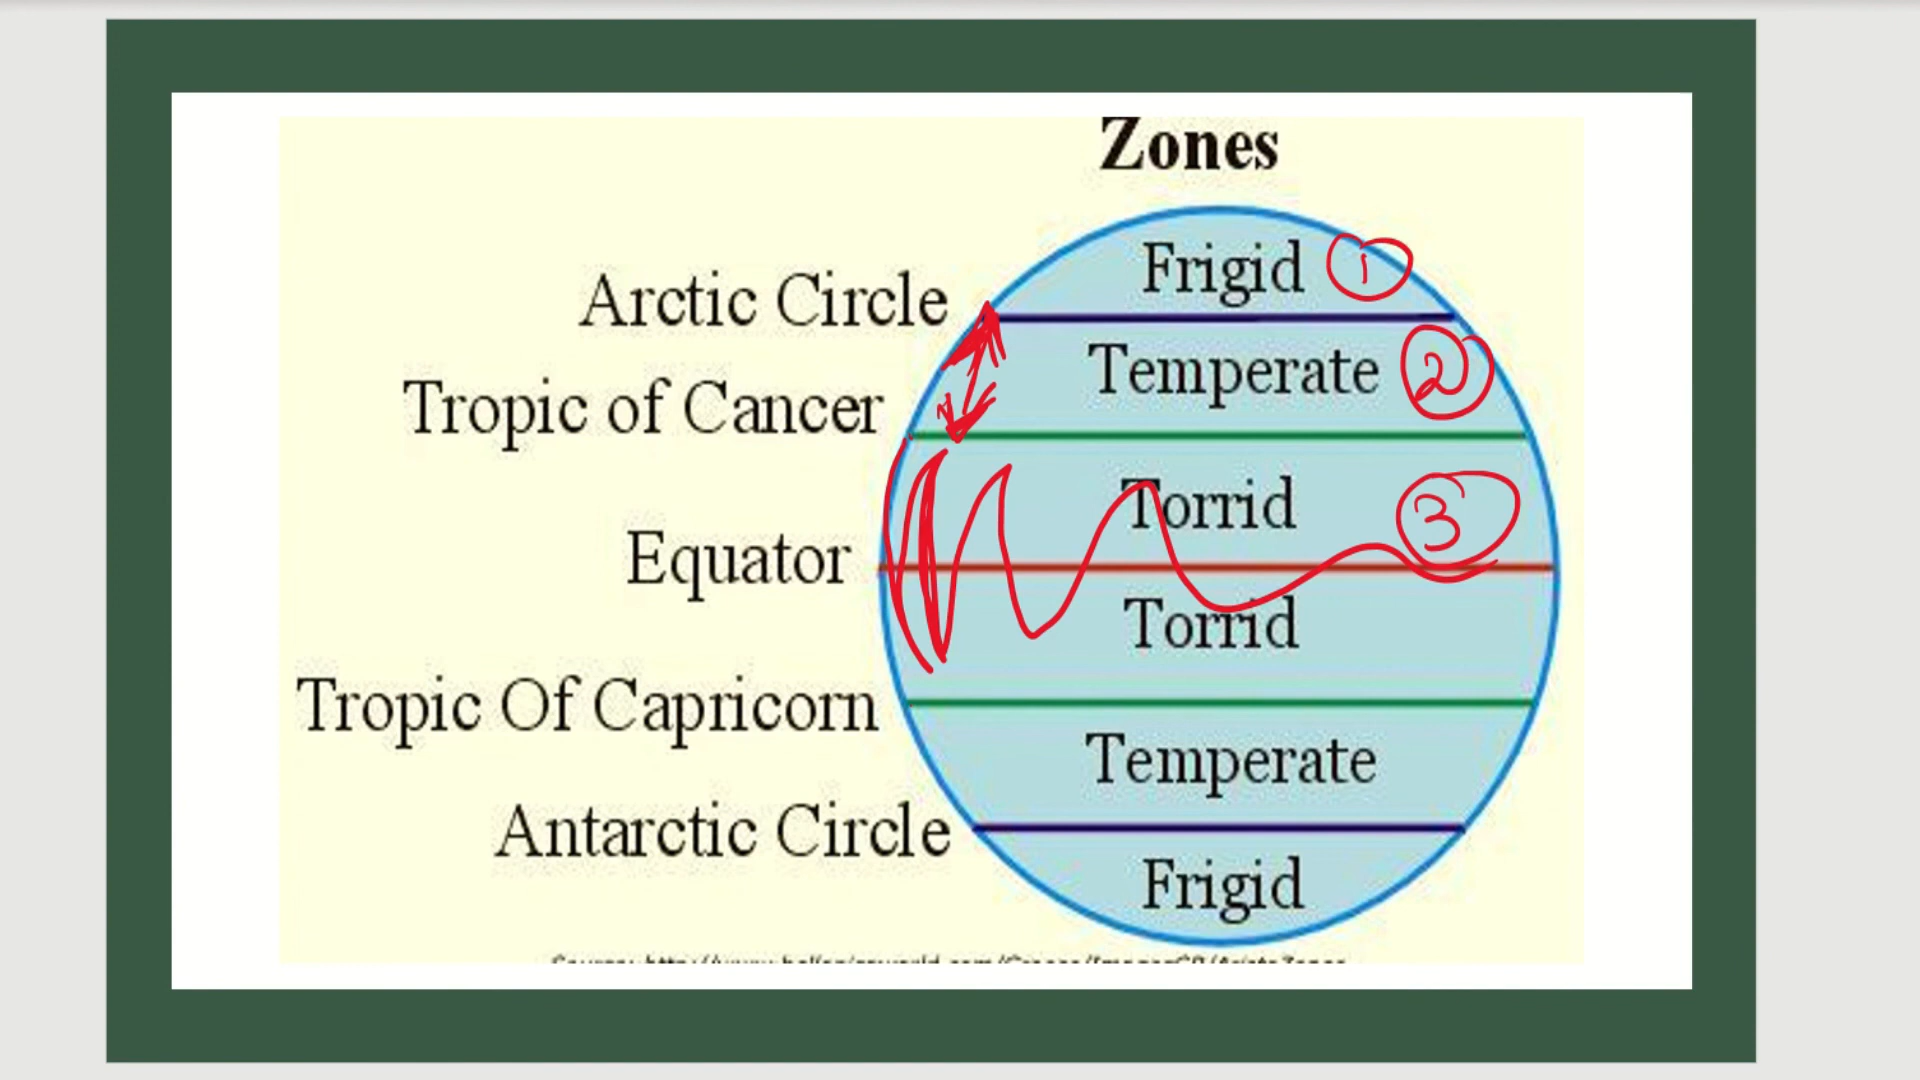 Zones
Frigid 1
Arctic Circle
Temperate 2
Tropic of Cancer
Torrid 3
Equator
Torrid
Tropic Of Capricorn
Temperate
Antarctic Circle
Frigid